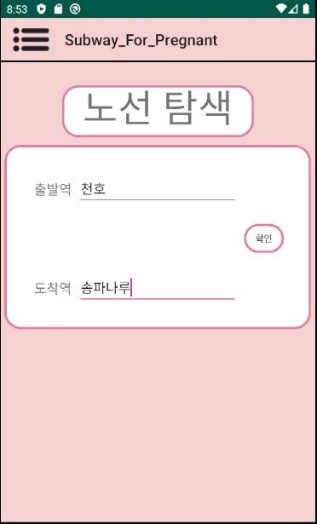 8:53
Subway_For_Pregnant
노선 탐색
출발역 천호
확인
도착역 송파나루